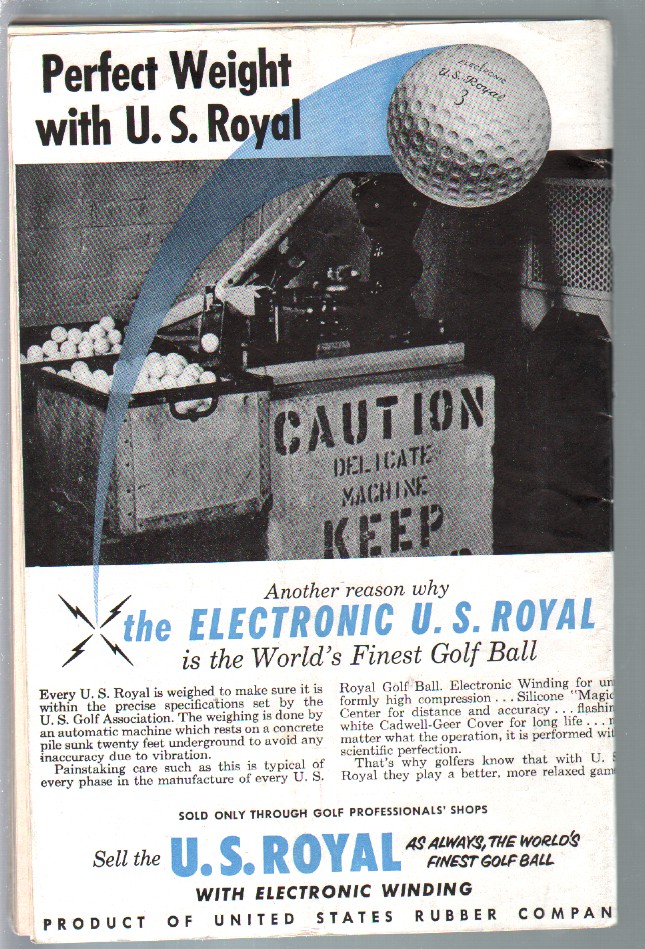 Perfect Weight
with U. S. Royal
ELECTRONIC
U.S. Royal
3
CAUTION
DELICATE
MACHINE
KEEP
Another reason why
the ELECTRONIC U. S. ROYAL
is the World's Finest Golf Ball
Every U. S. Royal is weighed to make sure it is
within the precise specifications set by the
U. S. Golf Association. The weighing is done by
an automatic machine which rests on a concrete
pile sunk twenty feet underground to avoid any
inaccuracy due to vibration.
Painstaking care such as this is typical of
every phase in the manufacture of every U. S.
Royal Golf Ball. Electronic Winding for un
formly high compression . . . Silicone "Magic
Center for distance and accuracy . . . flashin
white Cadwell-Geer Cover for long life . . . n
matter what the operation, it is performed wit
scientific perfection.
That's why golfers know that with U. S
Royal they play a better, more relaxed gam
SOLD ONLY THROUGH GOLF PROFESSIONALS' SHOPS
Sell the U.S. ROYAL AS ALWAYS, THE WORLD'S
FINEST GOLF BALL
WITH ELECTRONIC WINDING
PRODUCT OF UNITED STATES RUBBER COMPAN